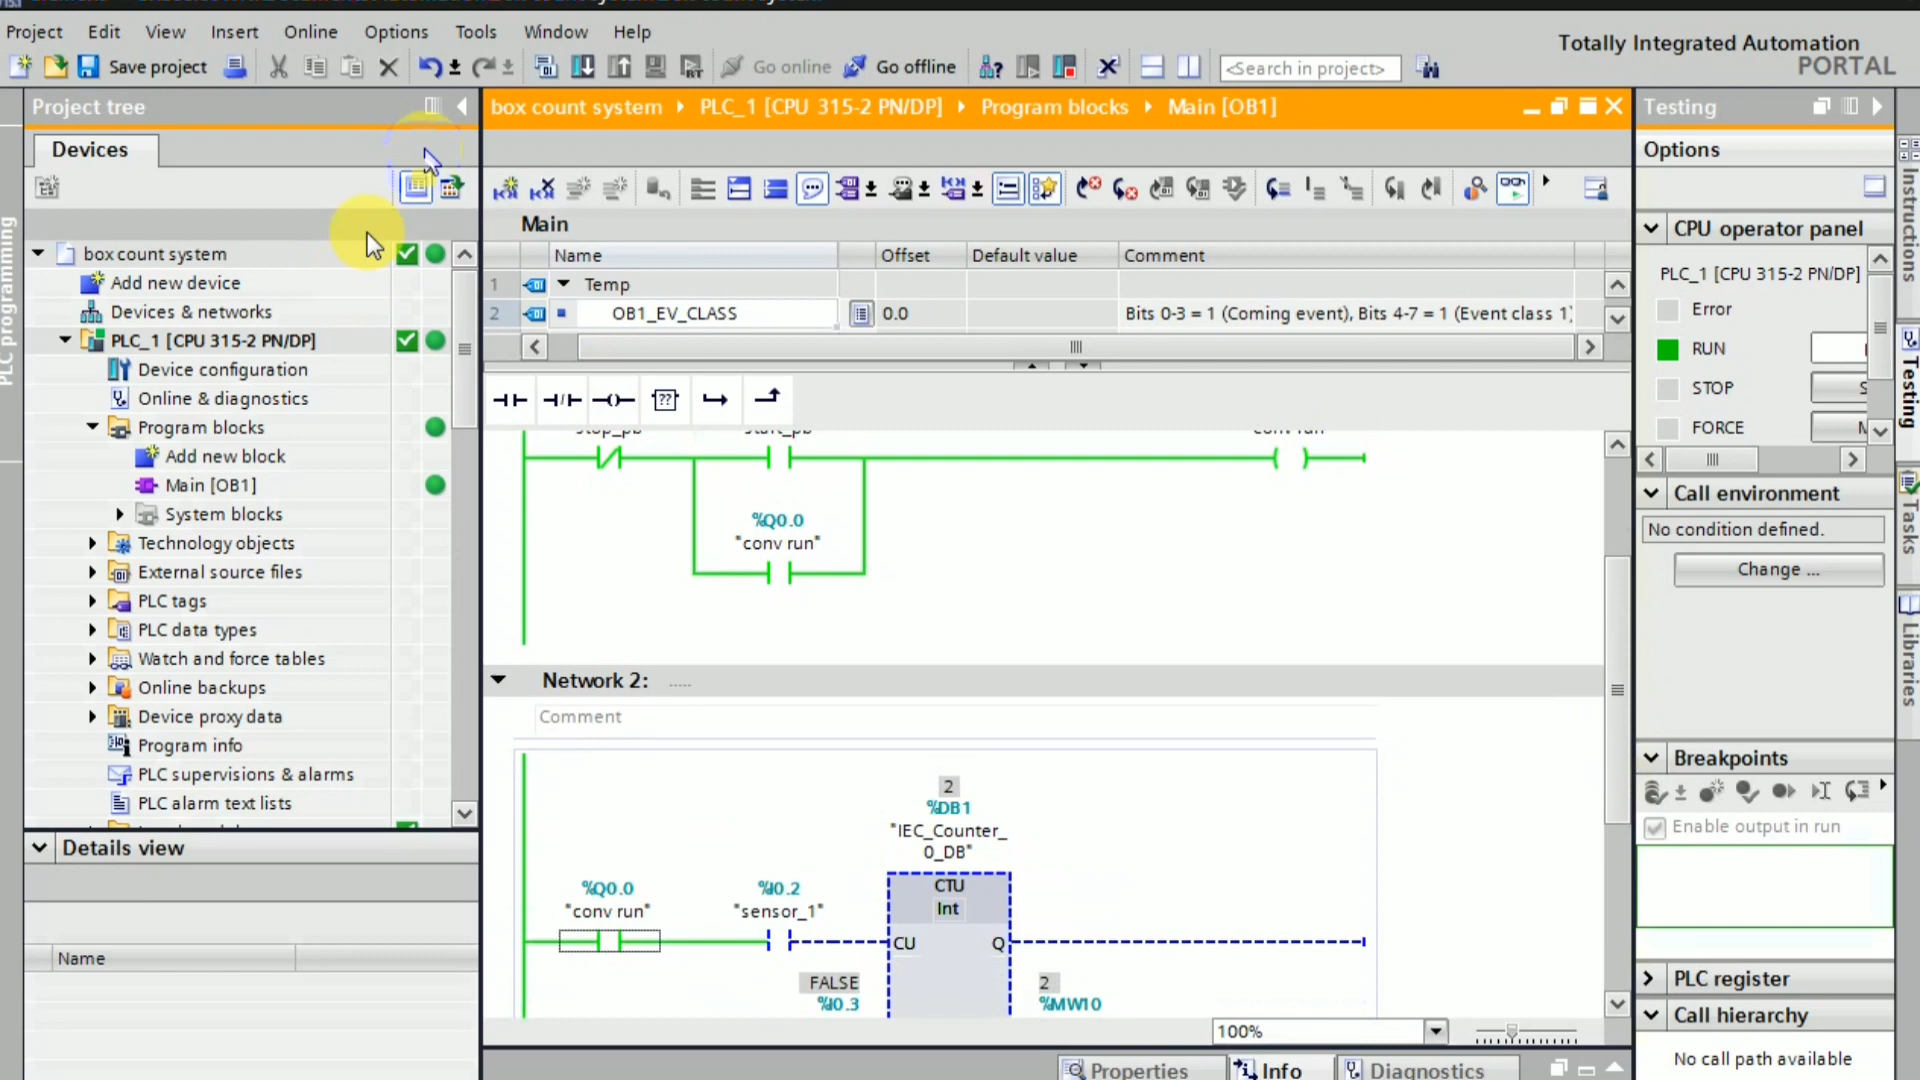 Project Edit View Insert Online Options Tools Window Help
Totally Integrated Automation
PORTAL
Save project
Go online
Go offline
<Search in project>
Project tree
box count system
PLC_1 [CPU 315-2 PN/DP]
Program blocks
Main [OB1]
Testing
Devices
Options
Main
CPU operator panel
Name Offset Default value Comment
1 Temp
2 OB1_EV_CLASS 0.0 Bits 0-3 = 1 (Coming event), Bits 4-7 = 1 (Event class 1)
PLC_1 [CPU 315-2 PN/DP]
Error
RUN
STOP
FORCE
box count system
Add new device
Devices & networks
PLC_1 [CPU 315-2 PN/DP]
Device configuration
Online & diagnostics
Program blocks
Add new block
Main [OB1]
System blocks
Technology objects
External source files
PLC tags
PLC data types
Watch and force tables
Online backups
Device proxy data
Program info
PLC supervisions & alarms
PLC alarm text lists
Details view
Name
??
%Q0.0
"conv run"
Network 2: .....
Comment
2
%DB1
"IEC_Counter_
0_DB"
CTU
Int
%Q0.0
"conv run"
%I0.2
"sensor_1"
CU
Q
FALSE
%I0.3
2
%MW10
100%
Properties
Info
Diagnostics
Call environment
No condition defined.
Change ...
Breakpoints
Enable output in run
PLC register
Call hierarchy
No call path available
PLC programming
Instructions
Testing
Tasks
Libraries